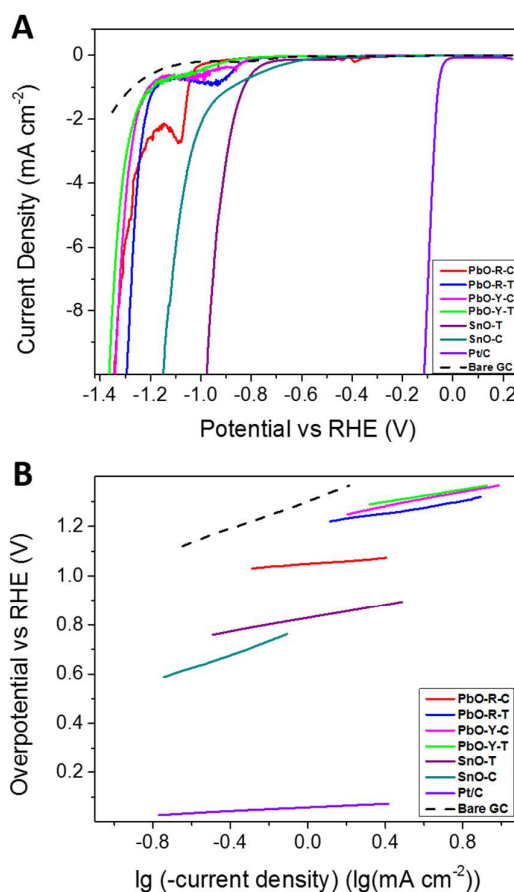 A
0
-2
-4
-6
-8
Current Density (mA cm-2)
PbO-R-C
PbO-R-T
PbO-Y-C
PbO-Y-T
SnO-T
SnO-C
Pt/C
Bare GC
-1.4 -1.2 -1.0 -0.8 -0.6 -0.4 -0.2 0.0 0.2
Potential vs RHE (V)
B
1.2
1.0
0.8
0.6
0.4
0.2
Overpotential vs RHE (V)
PbO-R-C
PbO-R-T
PbO-Y-C
PbO-Y-T
SnO-T
SnO-C
Pt/C
Bare GC
-0.8 -0.4 0.0 0.4 0.8
lg (-current density) (lg(mA cm-2))